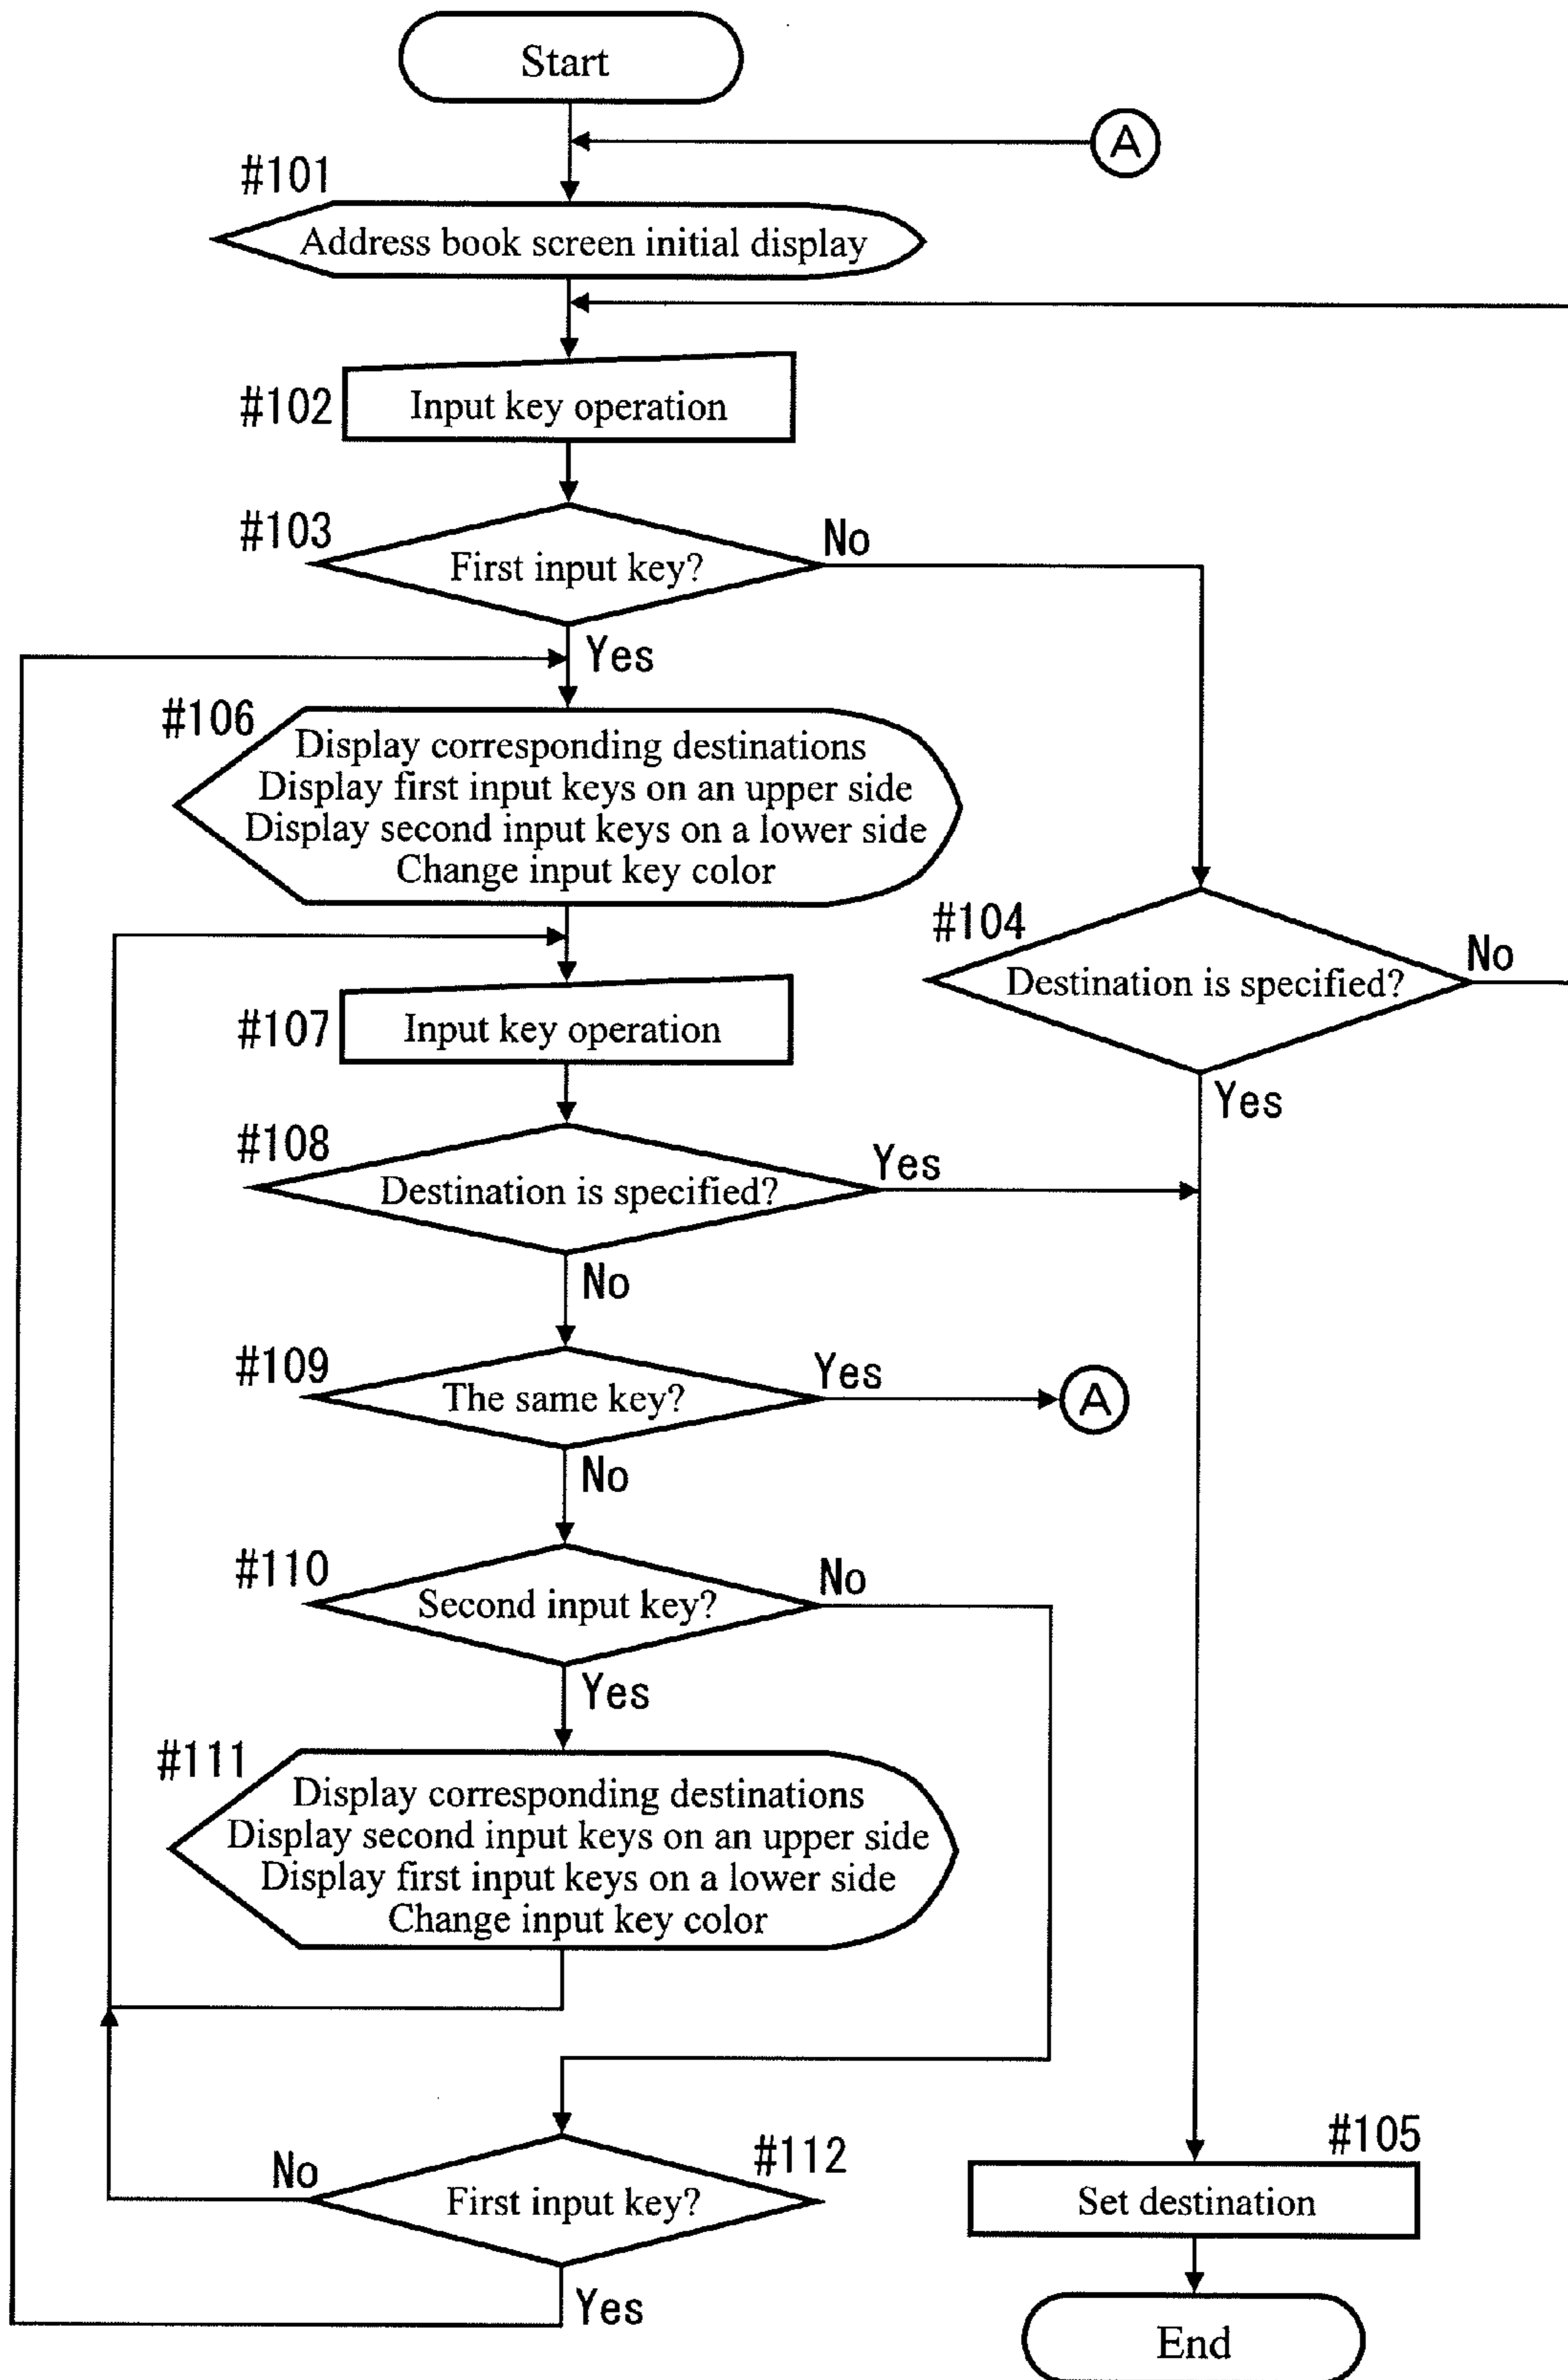 Start
A
#101
Address book screen initial display
#102
Input key operation
#103
First input key?
No
Yes
#106
Display corresponding destinations
Display first input keys on an upper side
Display second input keys on a lower side
Change input key color
#104
Destination is specified?
No
Yes
#107
Input key operation
#108
Destination is specified?
Yes
No
#109
The same key?
Yes
A
No
#110
Second input key?
No
Yes
#111
Display corresponding destinations
Display second input keys on an upper side
Display first input keys on a lower side
Change input key color
#112
First input key?
No
Yes
#105
Set destination
End